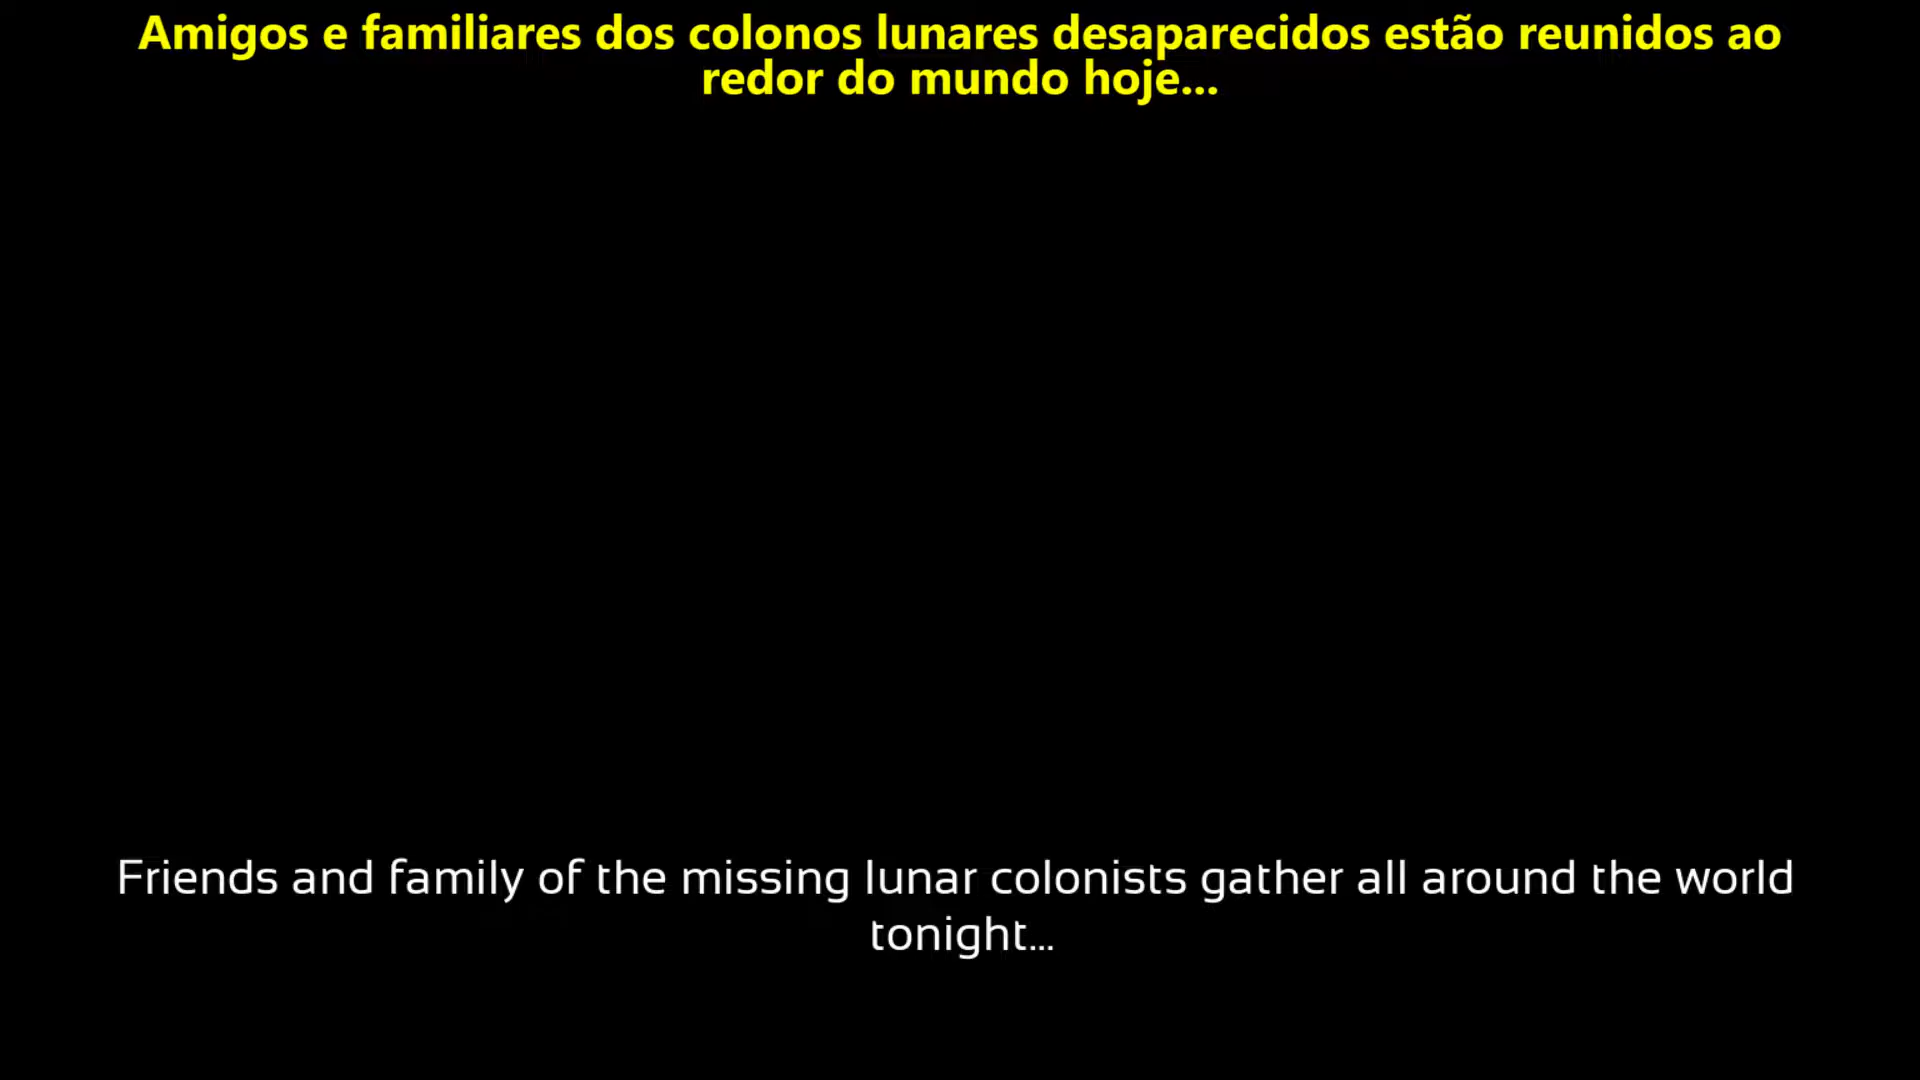 Amigos e familiares dos colonos lunares desaparecidos estão reunidos ao
redor do mundo hoje...
Friends and family of the missing lunar colonists gather all around the world
tonight...